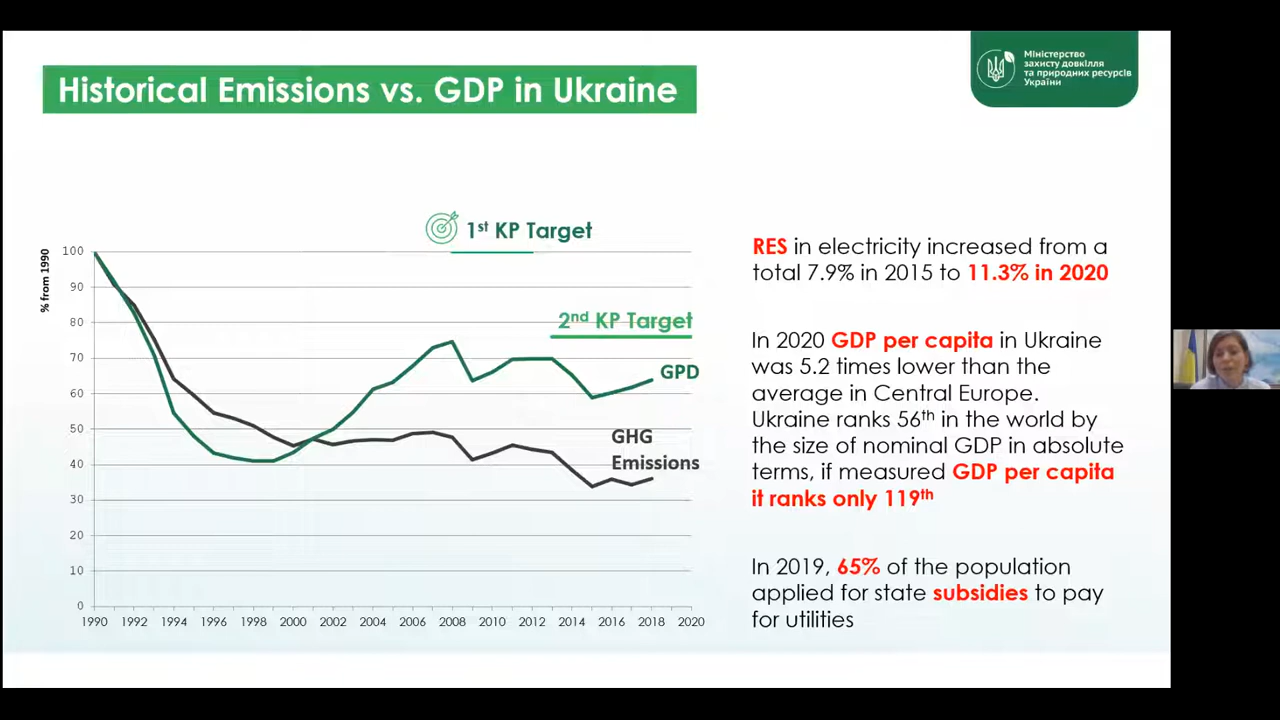 Міністерство
захисту довкілля
та природних ресурсів
України
Historical Emissions vs. GDP in Ukraine
1st KP Target
2nd KP Target
GPD
GHG
Emissions
% from 1990
100
90
80
70
60
50
40
30
20
10
0
1990 1992 1994 1996 1998 2000 2002 2004 2006 2008 2010 2012 2014 2016 2018 2020
RES in electricity increased from a
total 7.9% in 2015 to 11.3% in 2020
In 2020 GDP per capita in Ukraine
was 5.2 times lower than the
average in Central Europe.
Ukraine ranks 56th in the world by
the size of nominal GDP in absolute
terms, if measured GDP per capita
it ranks only 119th
In 2019, 65% of the population
applied for state subsidies to pay
for utilities